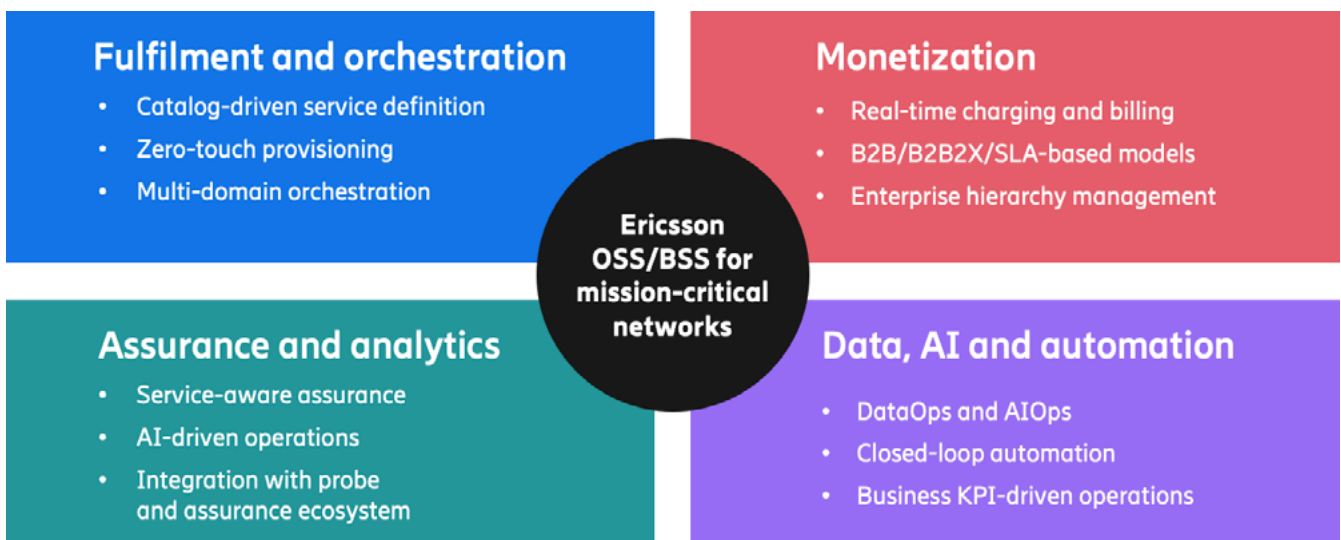 Fulfilment and orchestration
• Catalog-driven service definition
• Zero-touch provisioning
• Multi-domain orchestration
Monetization
• Real-time charging and billing
• B2B/B2B2X/SLA-based models
• Enterprise hierarchy management
Ericsson
OSS/BSS for
mission-critical
networks
Assurance and analytics
• Service-aware assurance
• AI-driven operations
• Integration with probe
and assurance ecosystem
Data, AI and automation
• DataOps and AIOps
• Closed-loop automation
• Business KPI-driven operations